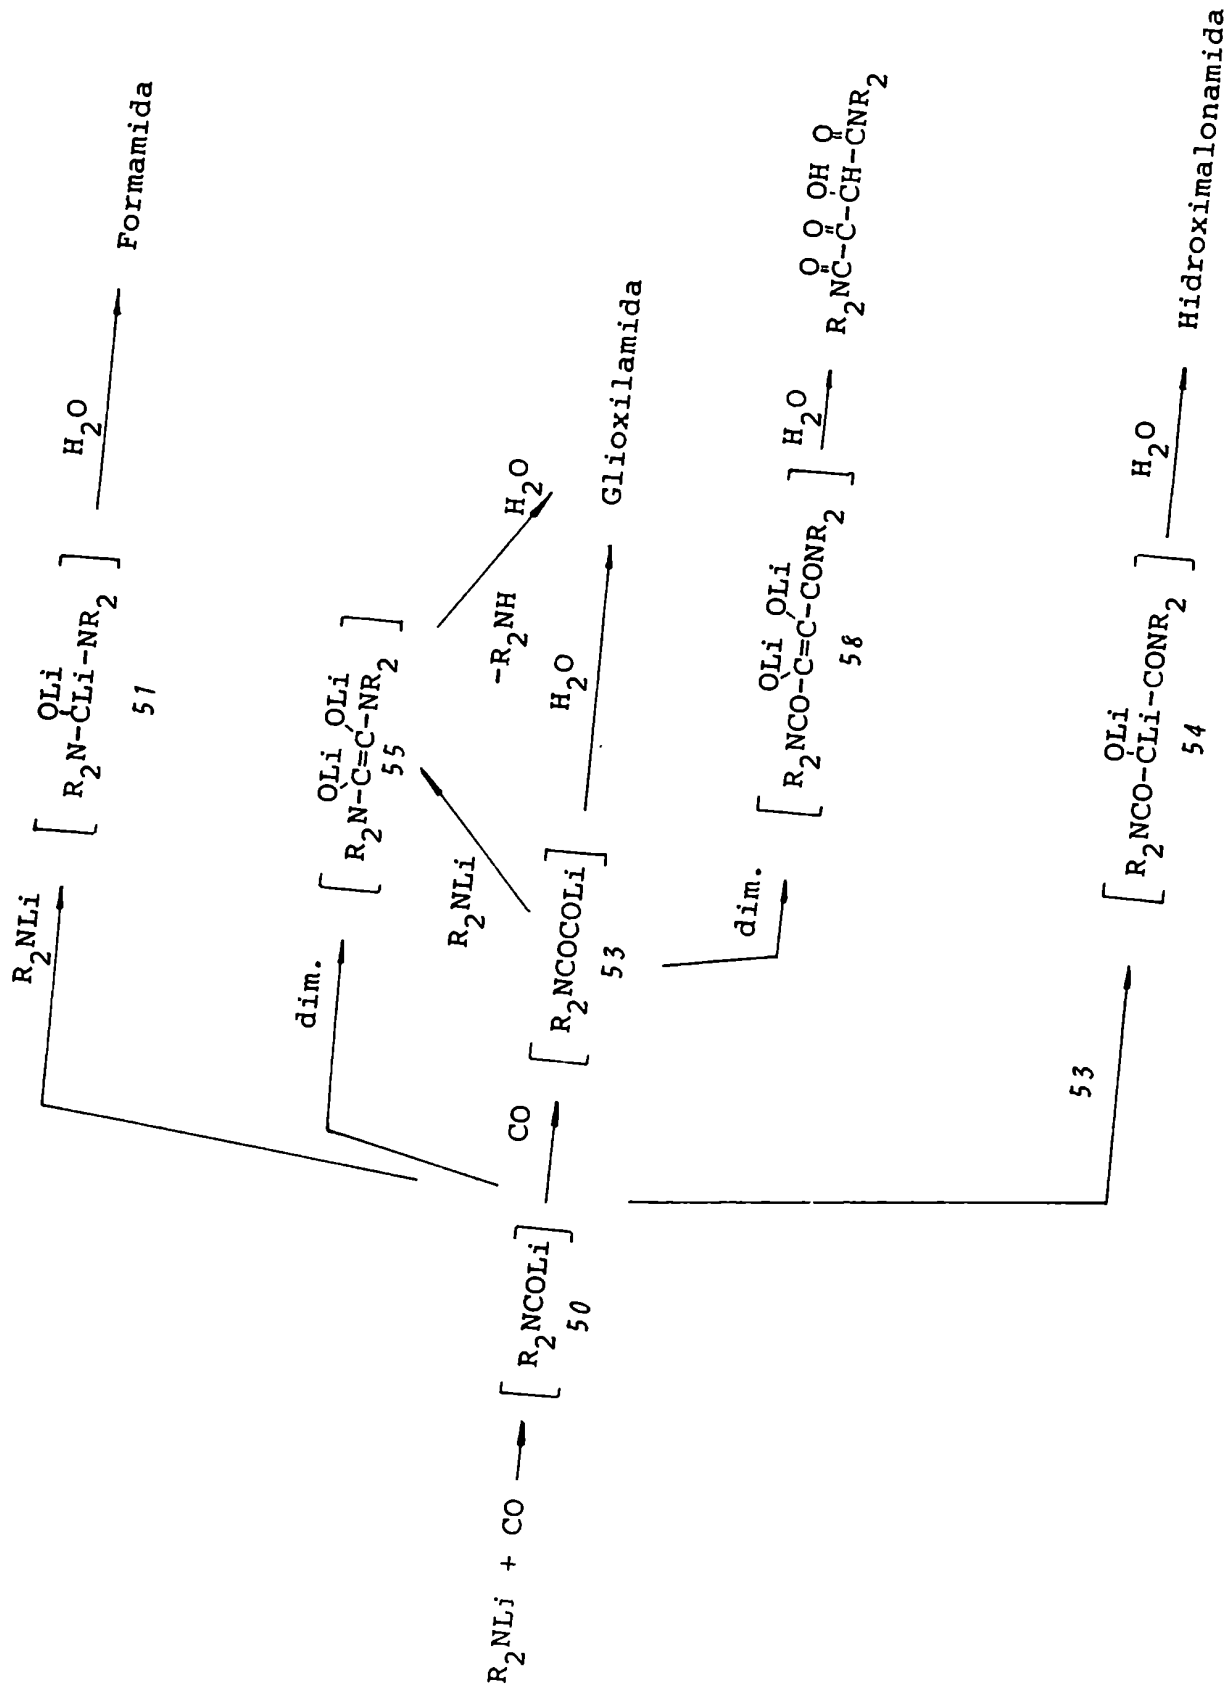 R2NLi
[ R2N-CLi-NR2 ]
OLi
51
H2O
Formamida
dim.
[ R2N-C=C-NR2 ]
OLi OLi
55
R2NLi
-R2NH
H2O
R2NLi + CO
[ R2NCOLi ]
50
CO
[ R2NCOCOLi ]
53
H2O
Glioxilamida
dim.
[ R2NCO-C=C-CONR2 ]
OLi OLi
58
H2O
O O OH O
R2NC-C-CH-CNR2
53
[ R2NCO-CLi-CONR2 ]
OLi
54
H2O
Hidroximalonamida